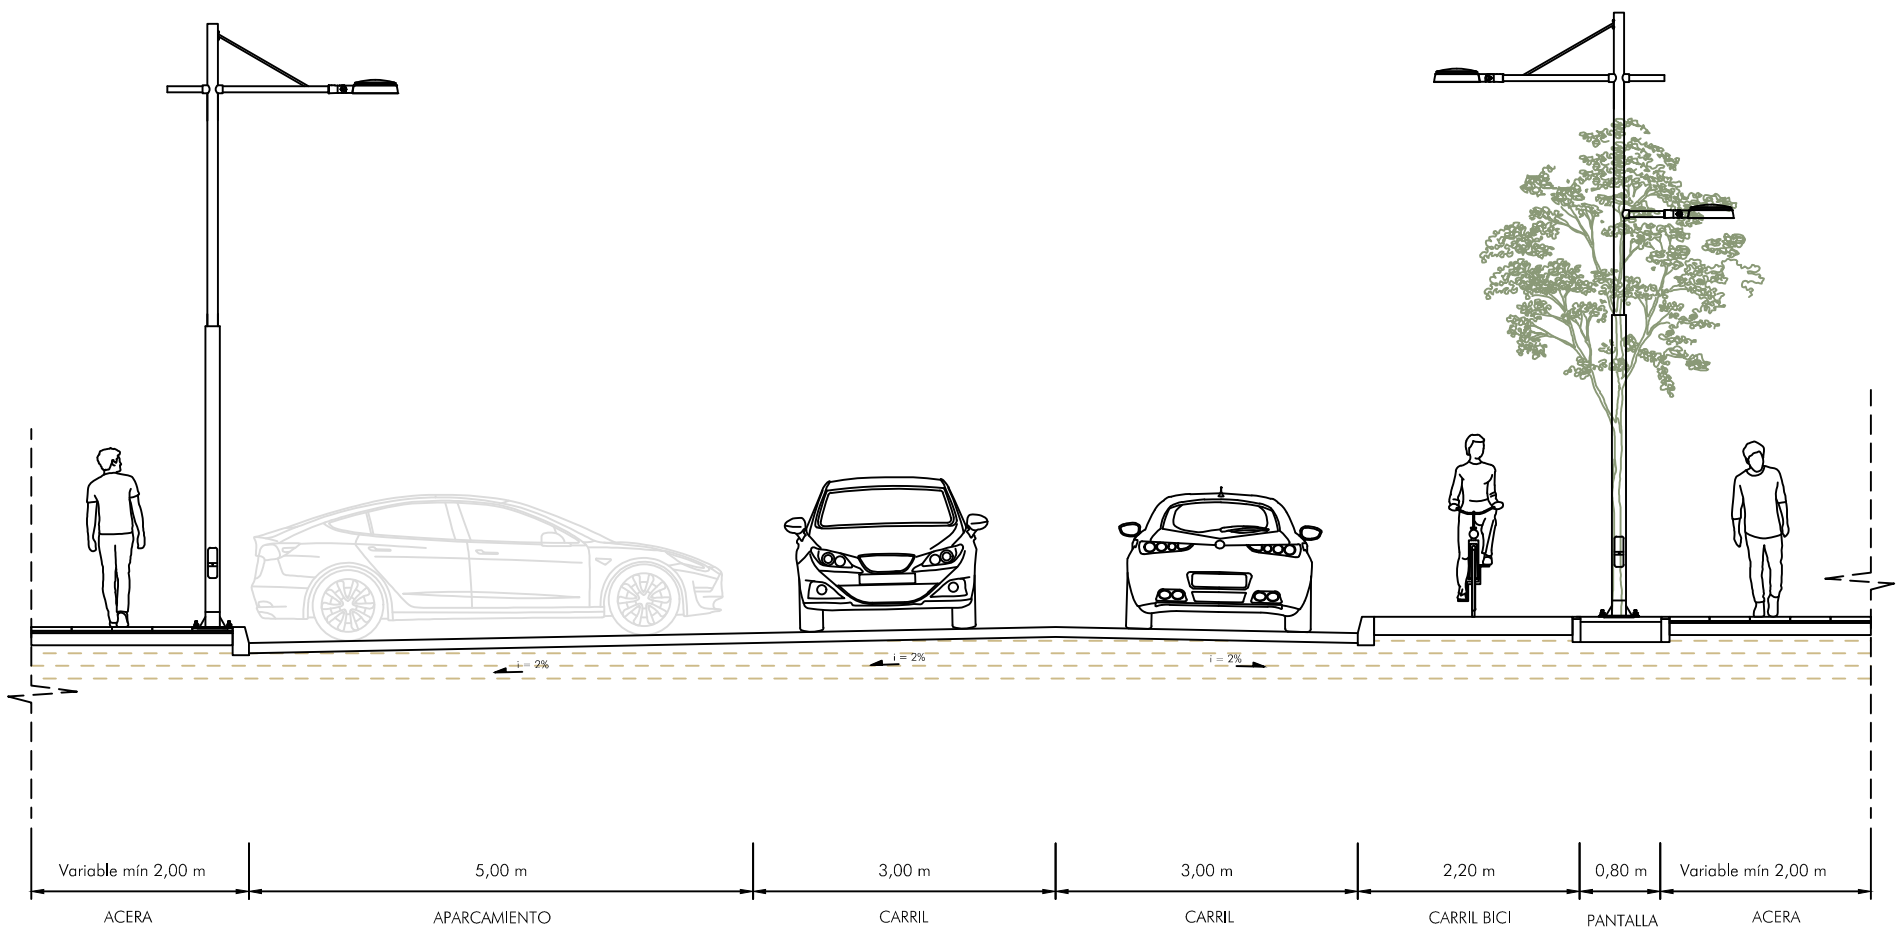 i = 2%
i = 2%
i = 2%
Variable mín 2,00 m
5,00 m
3,00 m
3,00 m
2,20 m
0,80 m
Variable mín 2,00 m
ACERA
APARCAMIENTO
CARRIL
CARRIL
CARRIL BICI
PANTALLA
ACERA